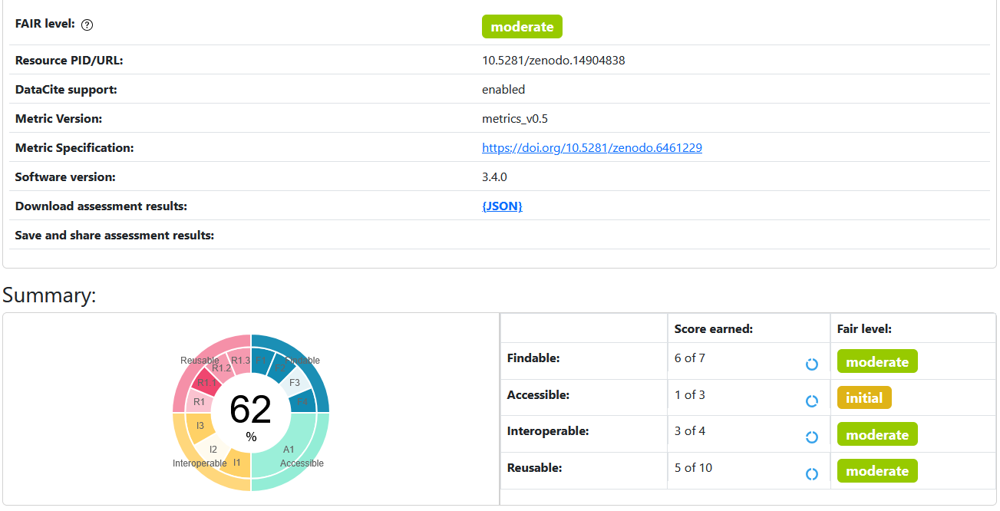 FAIR level: ?
moderate
Resource PID/URL: 10.5281/zenodo.14904838
DataCite support: enabled
Metric Version: metrics_v0.5
Metric Specification: https://doi.org/10.5281/zenodo.6461229
Software version: 3.4.0
Download assessment results: {JSON}
Save and share assessment results:
Summary:
Reusable
R1.3
R1.2
R1.1
R1
Findable
F3
62
%
I3
I2
I1
Interoperable
A1
Accessible
Score earned: Fair level:
Findable: 6 of 7 moderate
Accessible: 1 of 3 initial
Interoperable: 3 of 4 moderate
Reusable: 5 of 10 moderate